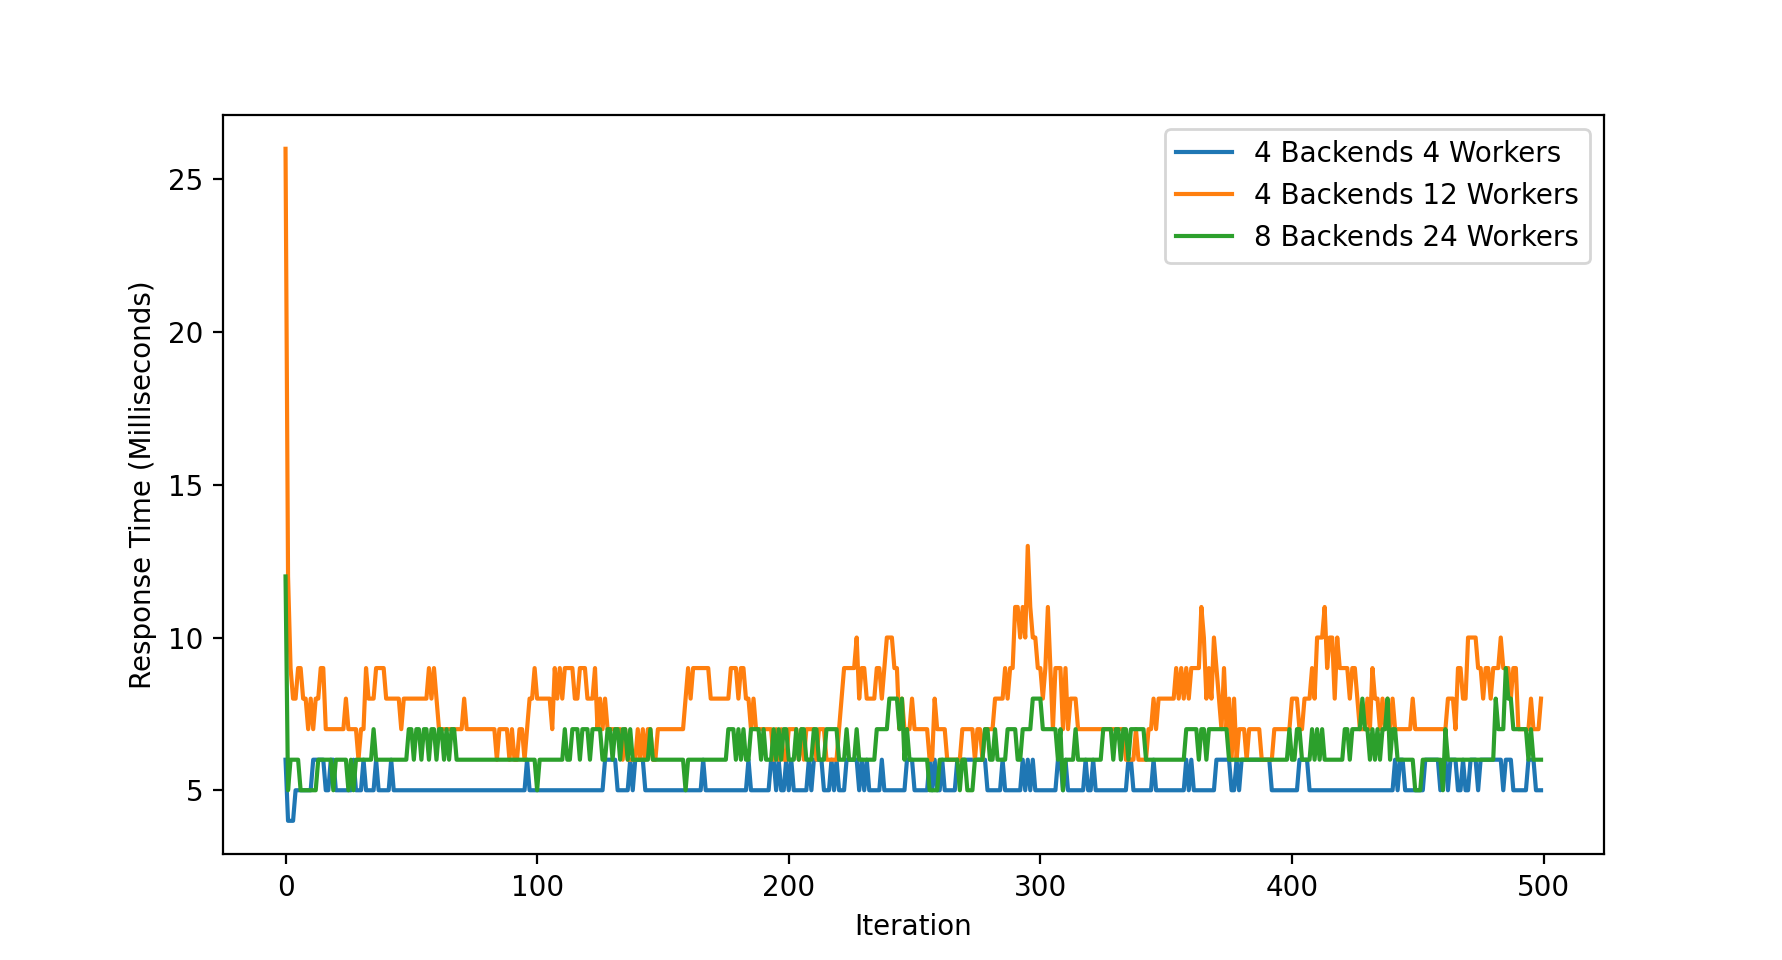 4 Backends 4 Workers
4 Backends 12 Workers
8 Backends 24 Workers
Response Time (Milliseconds)
25
20
15
10
5
0 100 200 300 400 500
Iteration